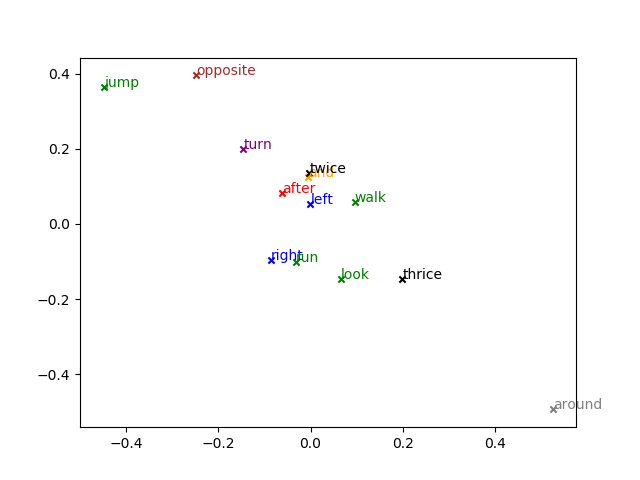 0.4
jump
opposite
0.2
turn
twice
and
after
left
walk
0.0
right
run
look
thrice
−0.2
−0.4
around
−0.4
−0.2
0.0
0.2
0.4